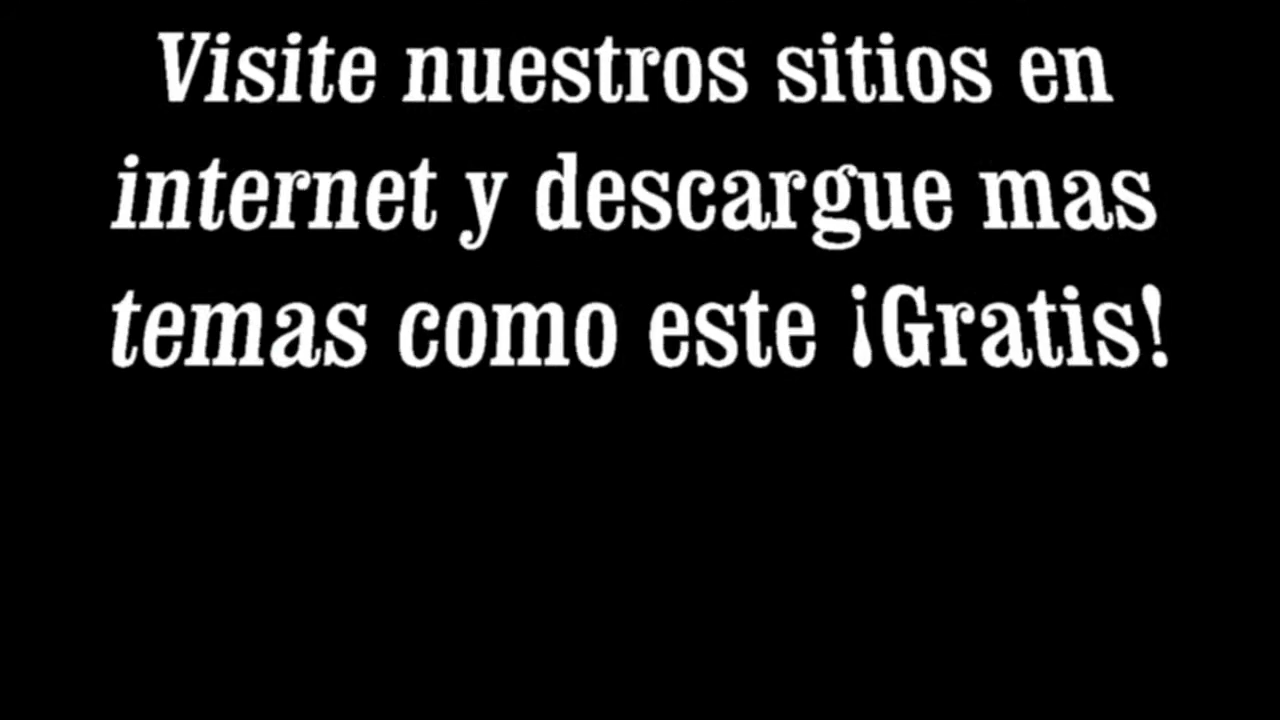 Visite nuestros sitios en
internet y descargue mas
temas como este ¡Gratis!